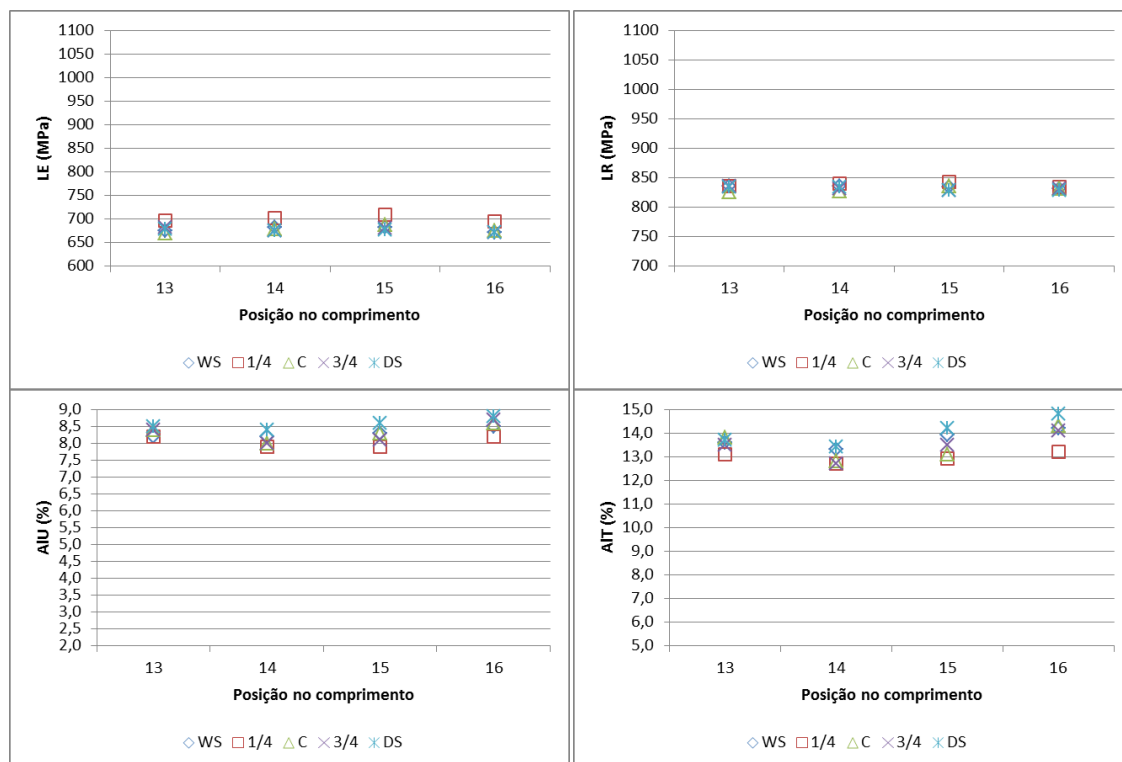 LE (MPa)
1100
1050
1000
950
900
850
800
750
700
650
600
13 14 15 16
Posição no comprimento
WS 1/4 C 3/4 DS
LR (MPa)
1100
1050
1000
950
900
850
800
750
700
13 14 15 16
Posição no comprimento
WS 1/4 C 3/4 DS
AlU (%)
9,0
8,5
8,0
7,5
7,0
6,5
6,0
5,5
5,0
4,5
4,0
3,5
3,0
2,5
2,0
13 14 15 16
Posição no comprimento
WS 1/4 C 3/4 DS
AlT (%)
15,0
14,0
13,0
12,0
11,0
10,0
9,0
8,0
7,0
6,0
5,0
13 14 15 16
Posição no comprimento
WS 1/4 C 3/4 DS